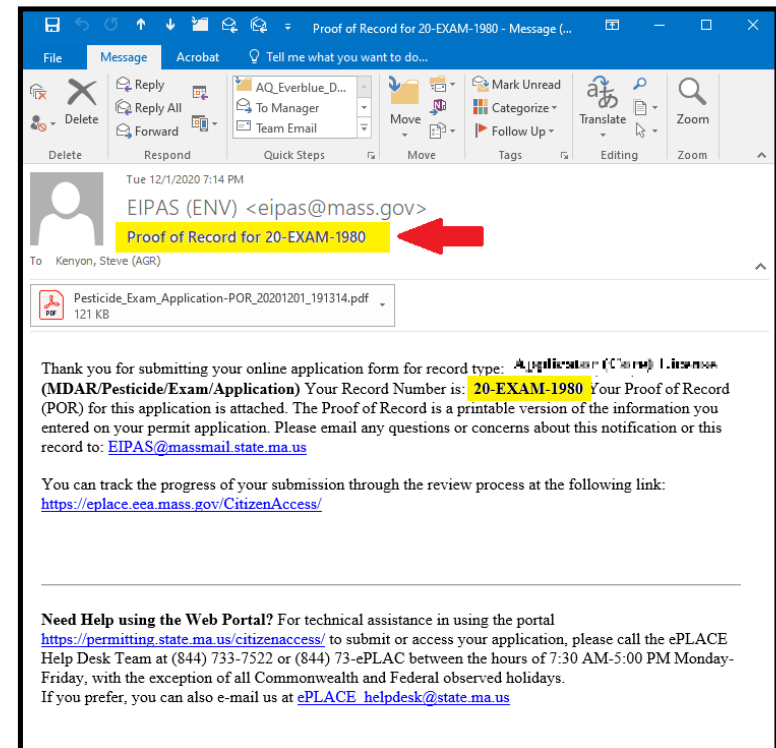 Proof of Record for 20-EXAM-1980 - Message (...
File Message Acrobat Tell me what you want to do...
Delete
Reply
Reply All
Forward
AQ_Everblue_D...
To Manager
Team Email
Move
Mark Unread
Categorize
Follow Up
Translate
Zoom
Delete Respond Quick Steps Move Tags Editing Zoom
Tue 12/1/2020 7:14 PM
EIPAS (ENV) <eipas@mass.gov>
Proof of Record for 20-EXAM-1980
To Kenyon, Steve (AGR)
Pesticide_Exam_Application-POR_20201201_191314.pdf
PDF
121 KB
Thank you for submitting your online application form for record type: Applicator (Core) License
(MDAR/Pesticide/Exam/Application) Your Record Number is: 20-EXAM-1980 Your Proof of Record
(POR) for this application is attached. The Proof of Record is a printable version of the information you
entered on your permit application. Please email any questions or concerns about this notification or this
record to: EIPAS@massmail.state.ma.us
You can track the progress of your submission through the review process at the following link:
https://eplace.eea.mass.gov/CitizenAccess/
Need Help using the Web Portal? For technical assistance in using the portal
https://permitting.state.ma.us/citizenaccess/ to submit or access your application, please call the ePLACE
Help Desk Team at (844) 733-7522 or (844) 73-ePLAC between the hours of 7:30 AM-5:00 PM Monday-
Friday, with the exception of all Commonwealth and Federal observed holidays.
If you prefer, you can also e-mail us at ePLACE_helpdesk@state.ma.us